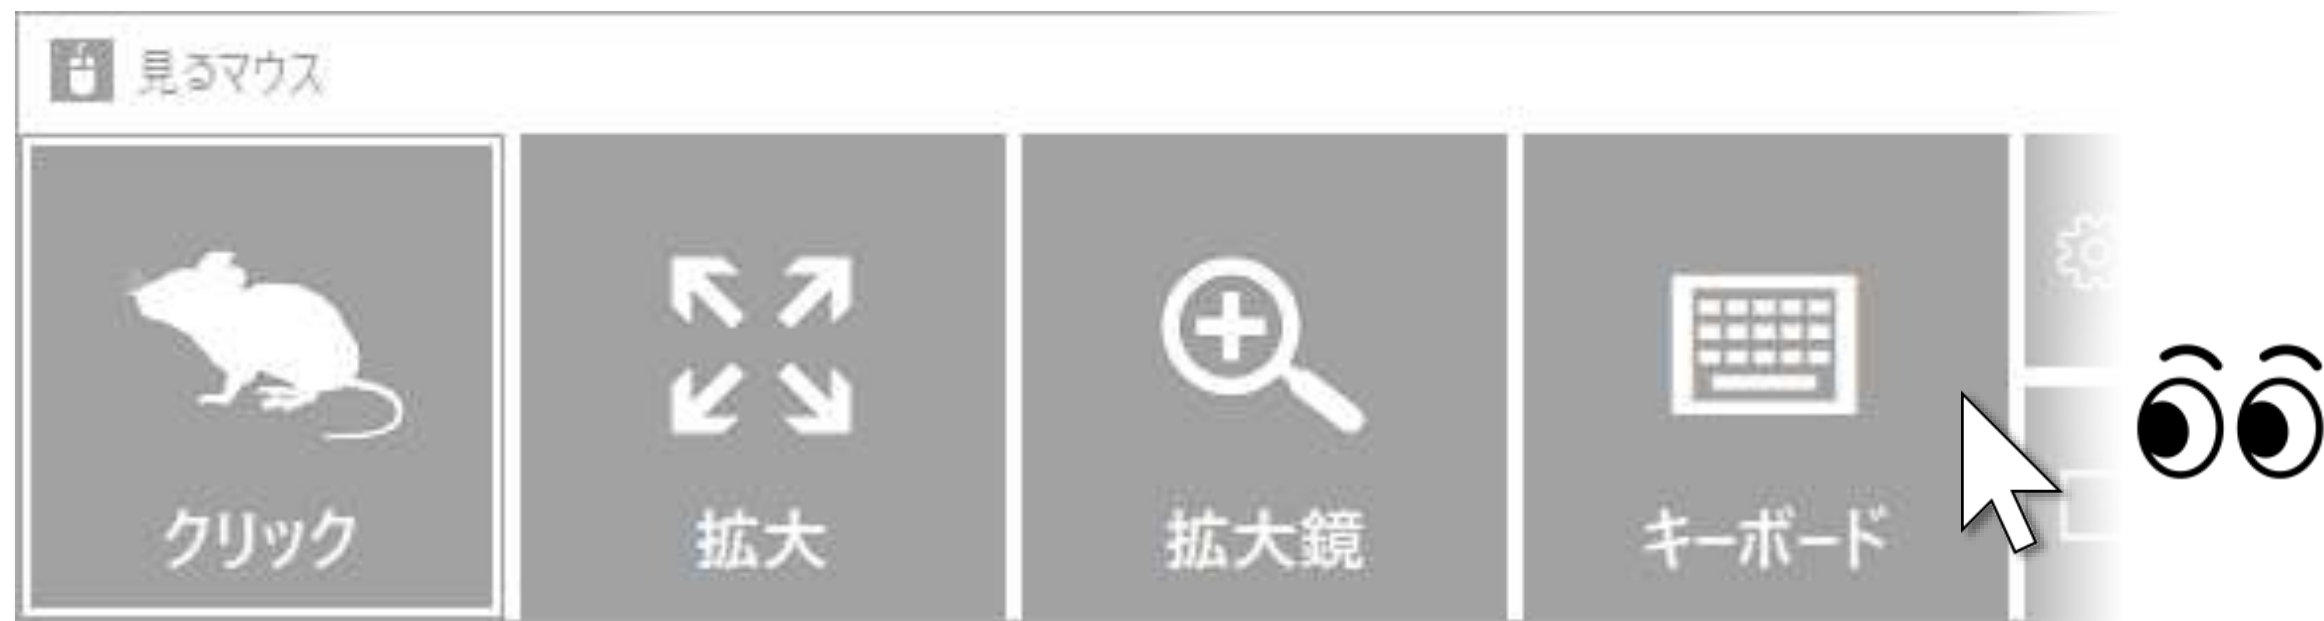 見るマウス
クリック
拡大
拡大鏡
キーボード